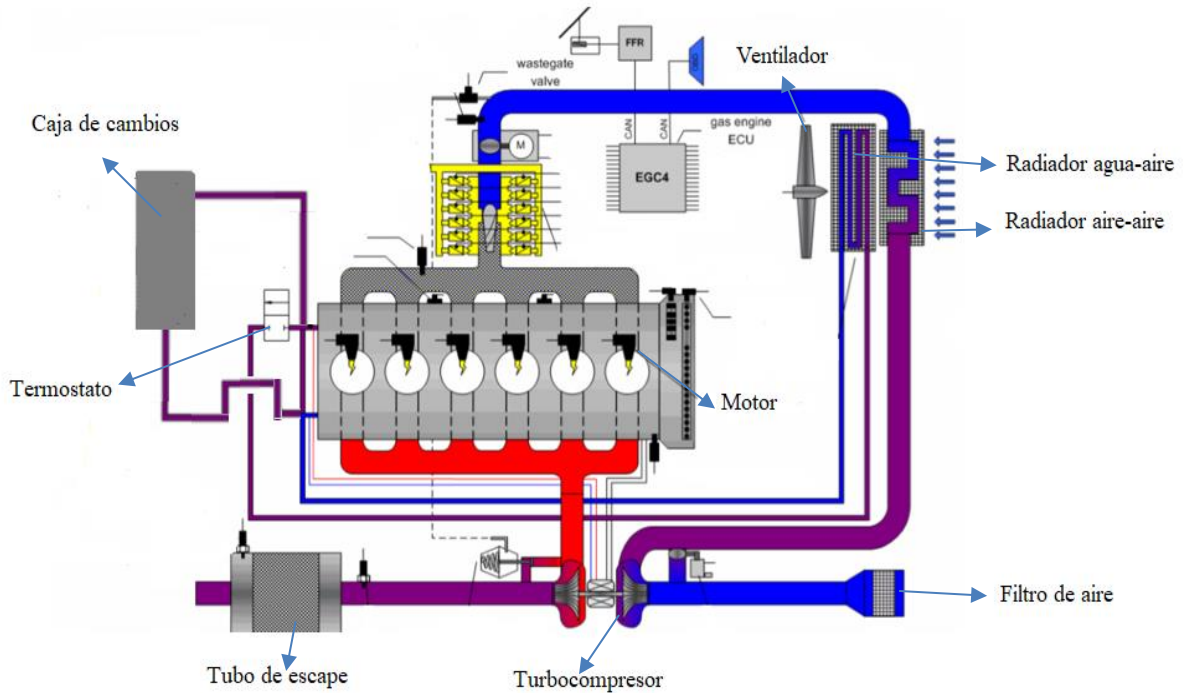 FFR
OBD
wastegate
valve
Ventilador
Caja de cambios
CAN
CAN
gas engine
ECU
M
Radiador agua-aire
EGC4
Radiador aire-aire
Termostato
Motor
Filtro de aire
Tubo de escape
Turbocompresor